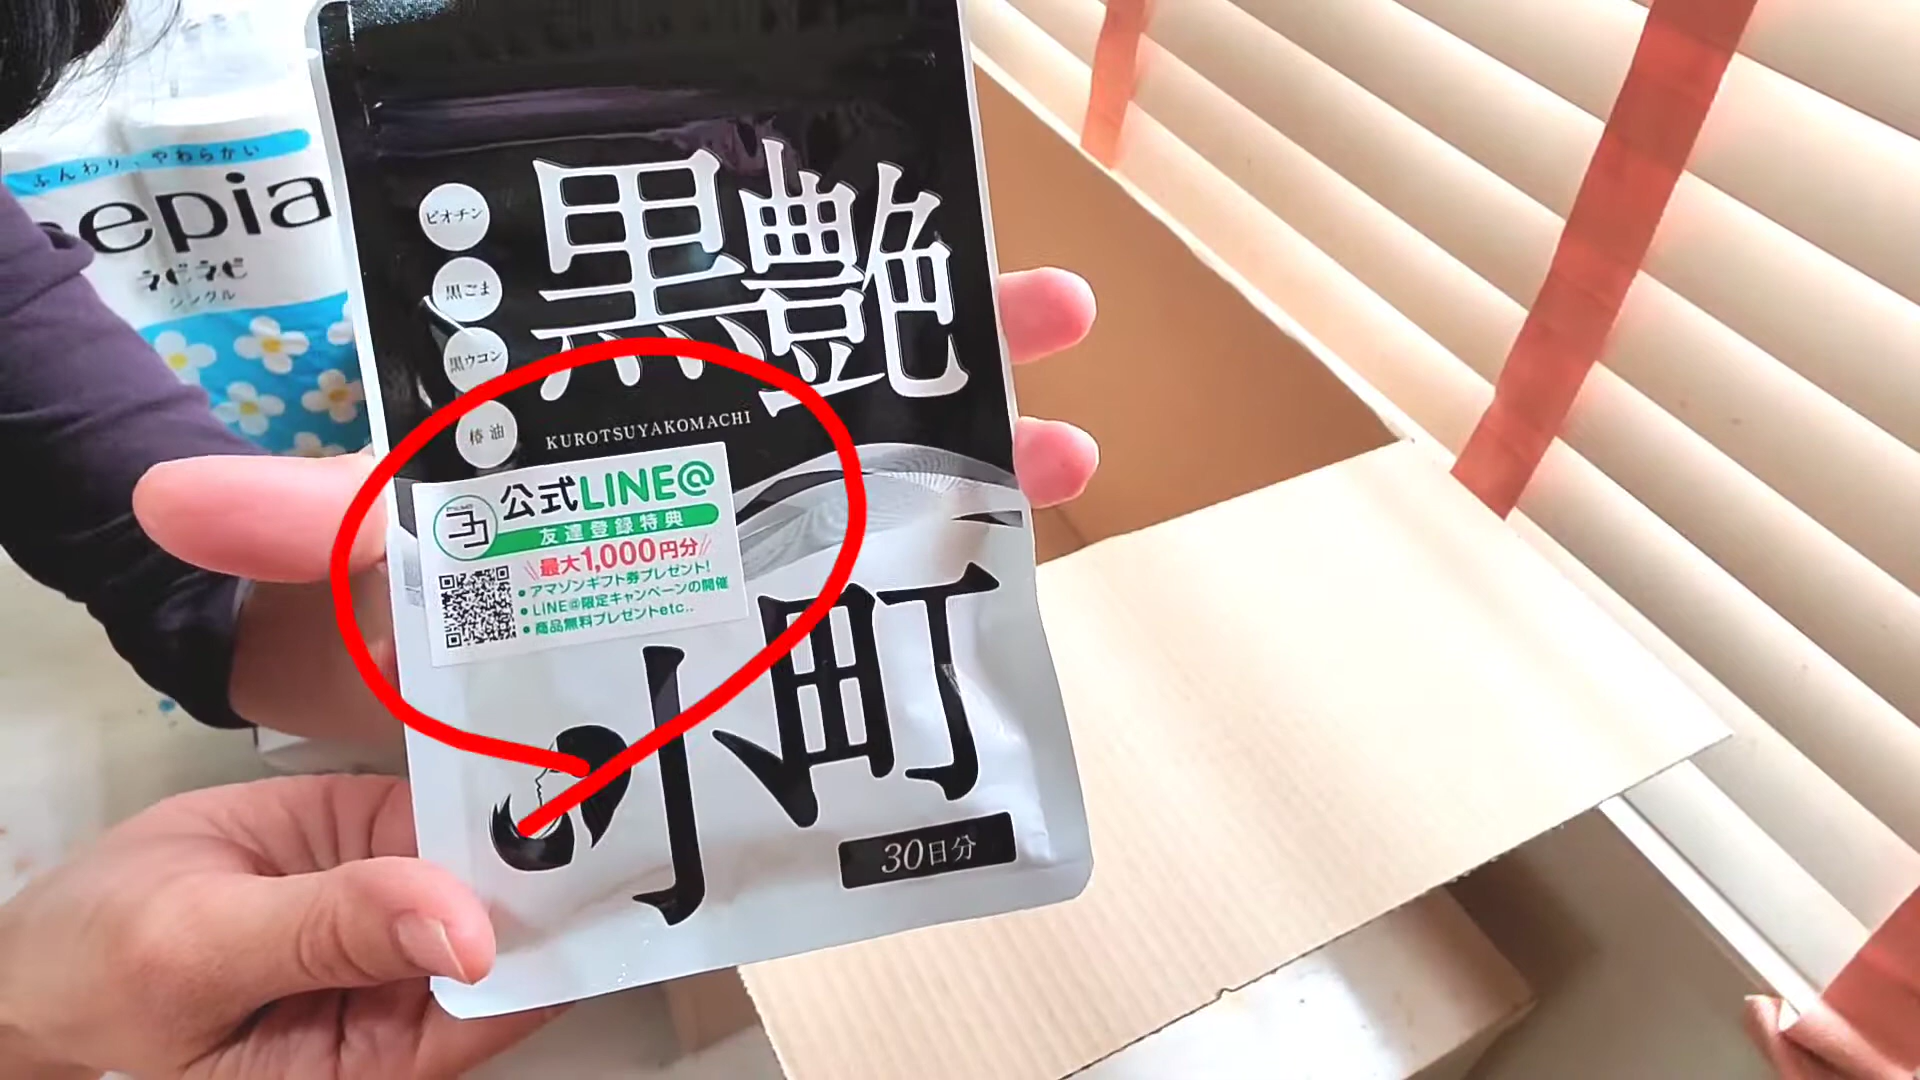 ふんわり、やわらかい
nepia
ネピネピ
シングル
ビオチン
黒ごま
黒ウコン
椿油
黒艶
KUROTSUYAKOMACHI
公式LINE@
友達登録特典
最大1,000円分
・アマゾンギフト券プレゼント!
・LINE@限定キャンペーンの開催
・商品無料プレゼントetc..
小町
30日分